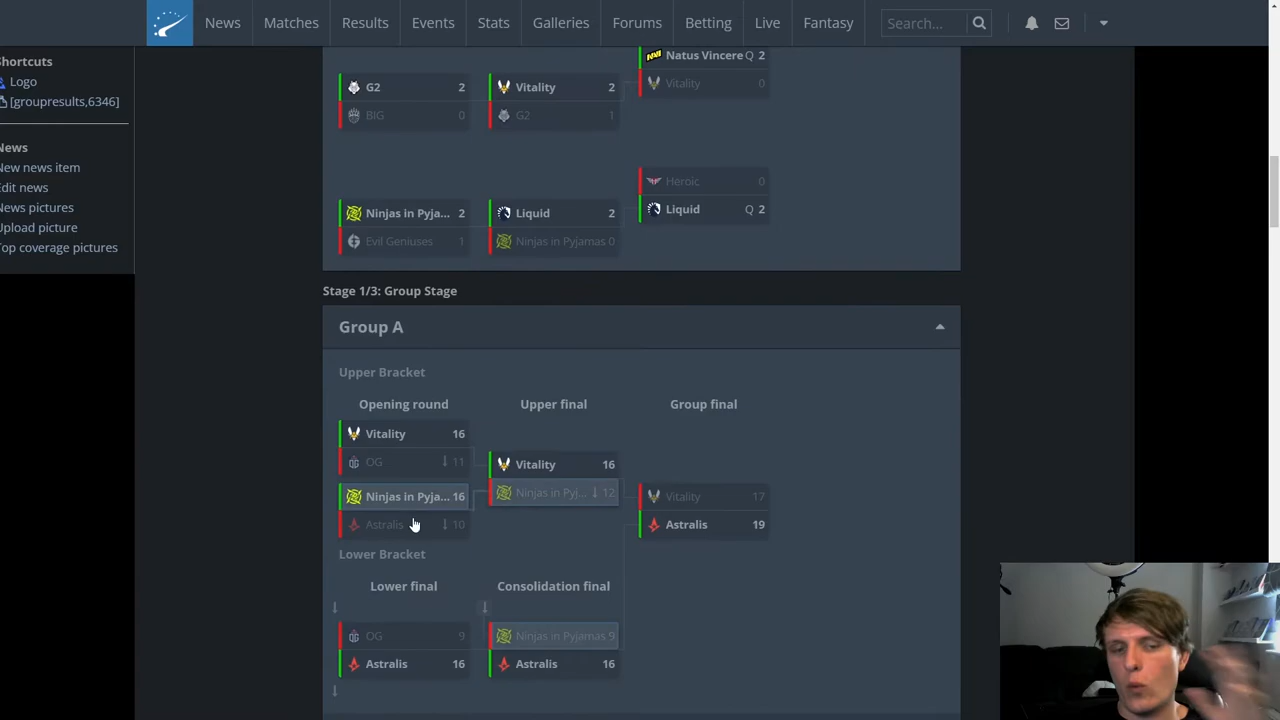 News Matches Results Events Stats Galleries Forums Betting Live Fantasy Search...
Shortcuts
Logo
[groupresults,6346]
News
New news item
Edit news
News pictures
Upload picture
Top coverage pictures
Natus Vincere Q 2
Vitality 0
G2 2
BIG 0
Vitality 2
G2 1
Heroic 0
Liquid Q 2
Ninjas in Pyja... 2
Evil Geniuses 1
Liquid 2
Ninjas in Pyjamas 0
Stage 1/3: Group Stage
Group A
Upper Bracket
Opening round Upper final Group final
Vitality 16
OG ↓ 11
Ninjas in Pyja... 16
Astralis ↓ 10
Vitality 16
Ninjas in Pyj... ↓ 12
Vitality 17
Astralis 19
Lower Bracket
Lower final Consolidation final
OG 9
Astralis 16
Ninjas in Pyjamas 9
Astralis 16